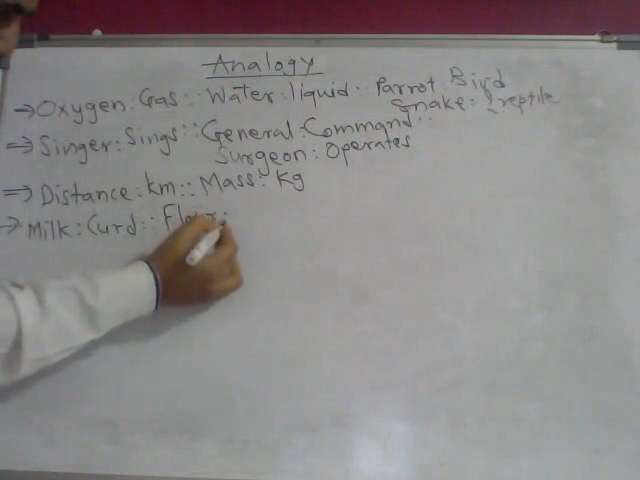 Analogy
→ Oxygen : Gas :: Water : liquid :: Parrot : Bird
Snake : ? reptile
⇒ Singer : Sings :: General : Command ::
Surgeon : Operates
⇒ Distance : km :: Mass : Kg
→ Milk : Curd :: Flour :